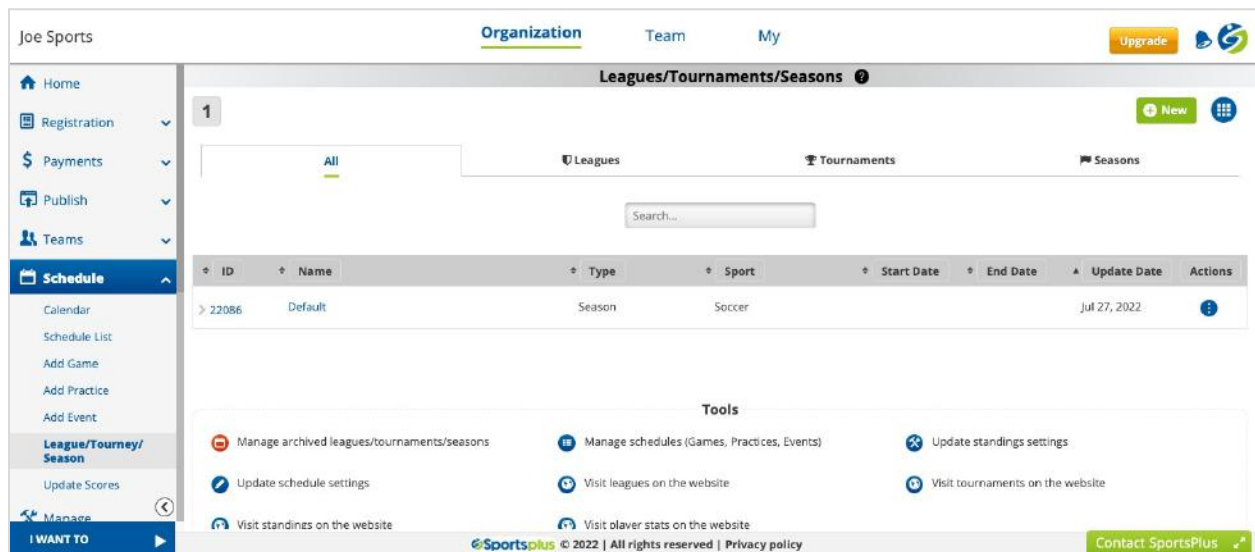 Joe Sports
Organization Team My
Upgrade
Home
Registration
Payments
Publish
Teams
Schedule
Calendar
Schedule List
Add Game
Add Practice
Add Event
League/Tourney/
Season
Update Scores
Manage
I WANT TO
Leagues/Tournaments/Seasons ?
1
New
All Leagues Tournaments Seasons
Search...
ID Name Type Sport Start Date End Date Update Date Actions
22086 Default Season Soccer Jul 27, 2022
Tools
Manage archived leagues/tournaments/seasons Manage schedules (Games, Practices, Events) Update standings settings
Update schedule settings Visit leagues on the website Visit tournaments on the website
Visit standings on the website Visit player stats on the website
Sportsplus © 2022 | All rights reserved | Privacy policy
Contact SportsPlus